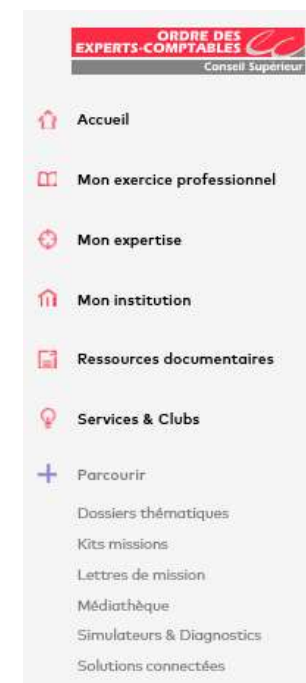 ORDRE DES
EXPERTS-COMPTABLES
Conseil Supérieur
Accueil
Mon exercice professionnel
Mon expertise
Mon institution
Ressources documentaires
Services & Clubs
Parcourir
Dossiers thématiques
Kits missions
Lettres de mission
Médiathèque
Simulateurs & Diagnostics
Solutions connectées